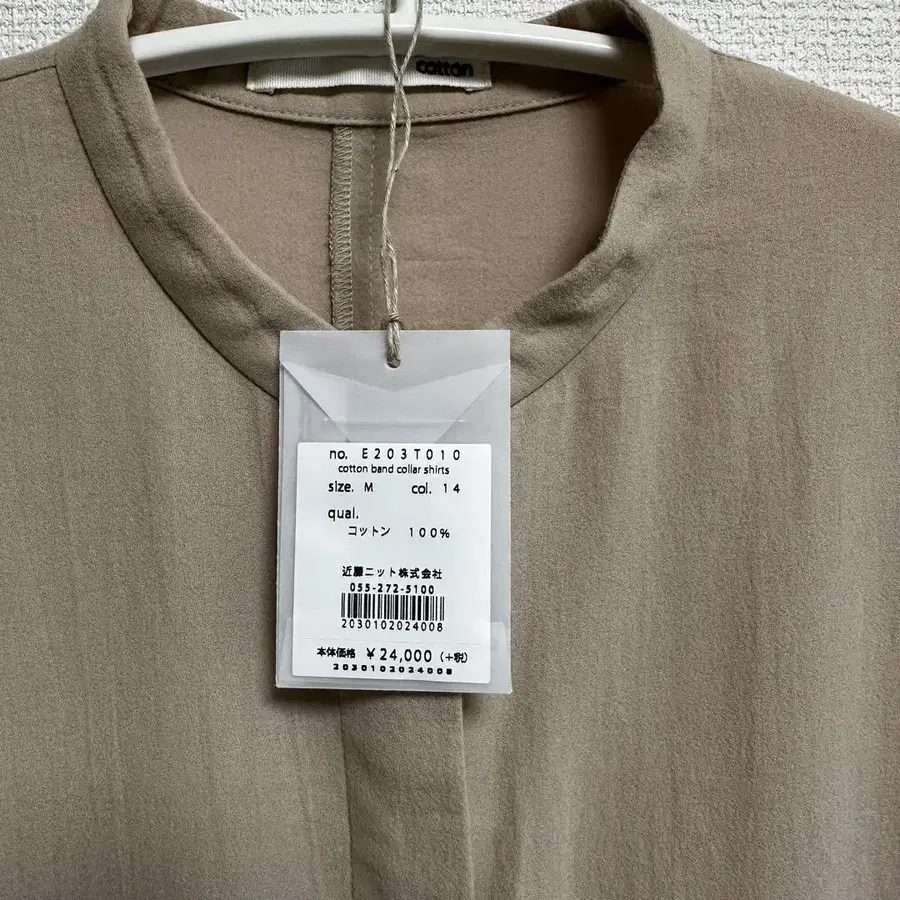 cottan
no. E203T010
cotton band collar shirts
size. M col. 14
qual.
コットン 100%
近藤ニット株式会社
055-272-5100
2030102024008
本体価格 ¥24,000 (+税)
2030102024008